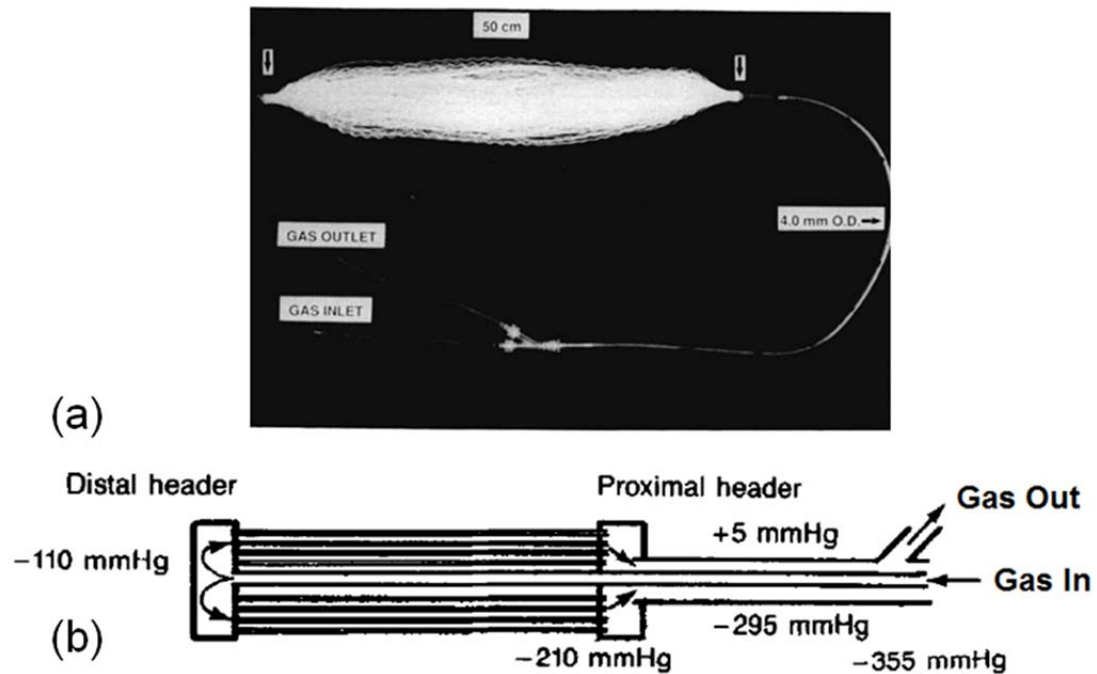 50 cm
4.0 mm O.D.
GAS OUTLET
GAS INLET
(a)
Distal header
Proximal header
Gas Out
+5 mmHg
-110 mmHg
Gas In
(b)
-295 mmHg
-210 mmHg
-355 mmHg